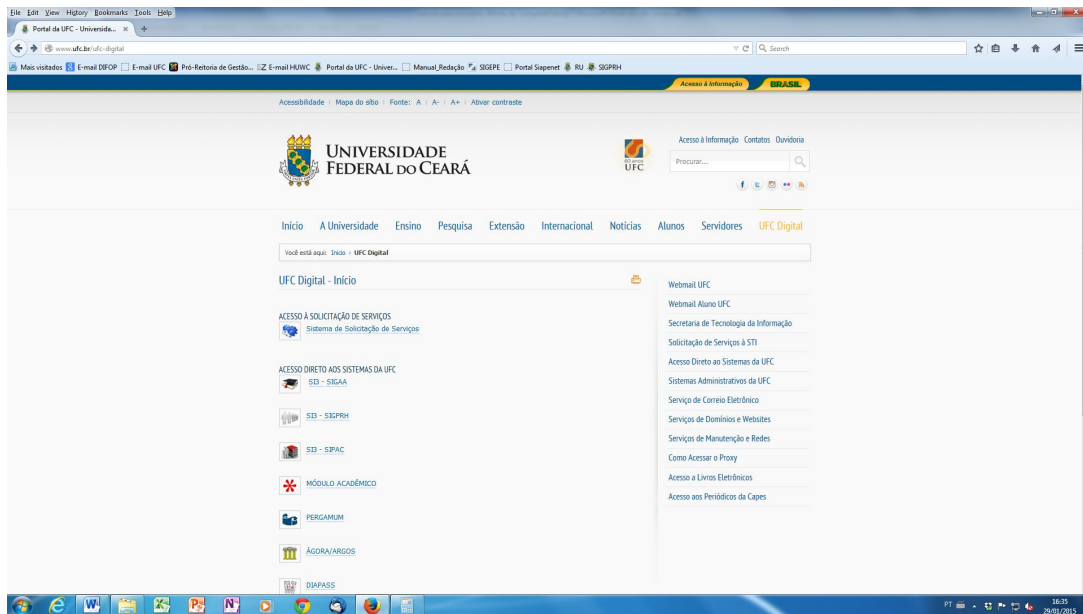 File Edit View History Bookmarks Tools Help
Portal da UFC - Universida... × +
www.ufc.br/ufc-digital Search
Mais visitados E-mail DIFOP E-mail UFC Pró-Reitoria de Gestão... E-mail HUWC Portal da UFC - Univer... Manual_Redação SIGEPE Portal Siapenet RU SIGPRH
Acesso à Informação BRASIL
Acessibilidade Mapa do sítio Fonte: A A- A+ Ativar contraste
Acesso à Informação Contatos Ouvidoria
UNIVERSIDADE
FEDERAL DO CEARÁ
60 anos
UFC
Procurar...
Início A Universidade Ensino Pesquisa Extensão Internacional Notícias Alunos Servidores UFC Digital
Você está aqui: Início › UFC Digital
UFC Digital - Início
ACESSO À SOLICITAÇÃO DE SERVIÇOS
Sistema de Solicitação de Serviços
ACESSO DIRETO AOS SISTEMAS DA UFC
SI3 - SIGAA
SI3 - SIGPRH
SI3 - SIPAC
MÓDULO ACADÊMICO
PERGAMUM
ÁGORA/ARGOS
DIAPASS
Webmail UFC
Webmail Aluno UFC
Secretaria de Tecnologia da Informação
Solicitação de Serviços à STI
Acesso Direto ao Sistemas da UFC
Sistemas Administrativos da UFC
Serviço de Correio Eletrônico
Serviços de Domínios e Websites
Serviços de Manutenção e Redes
Como Acessar o Proxy
Acesso a Livros Eletrônicos
Acesso aos Periódicos da Capes
PT 16:35
29/01/2015